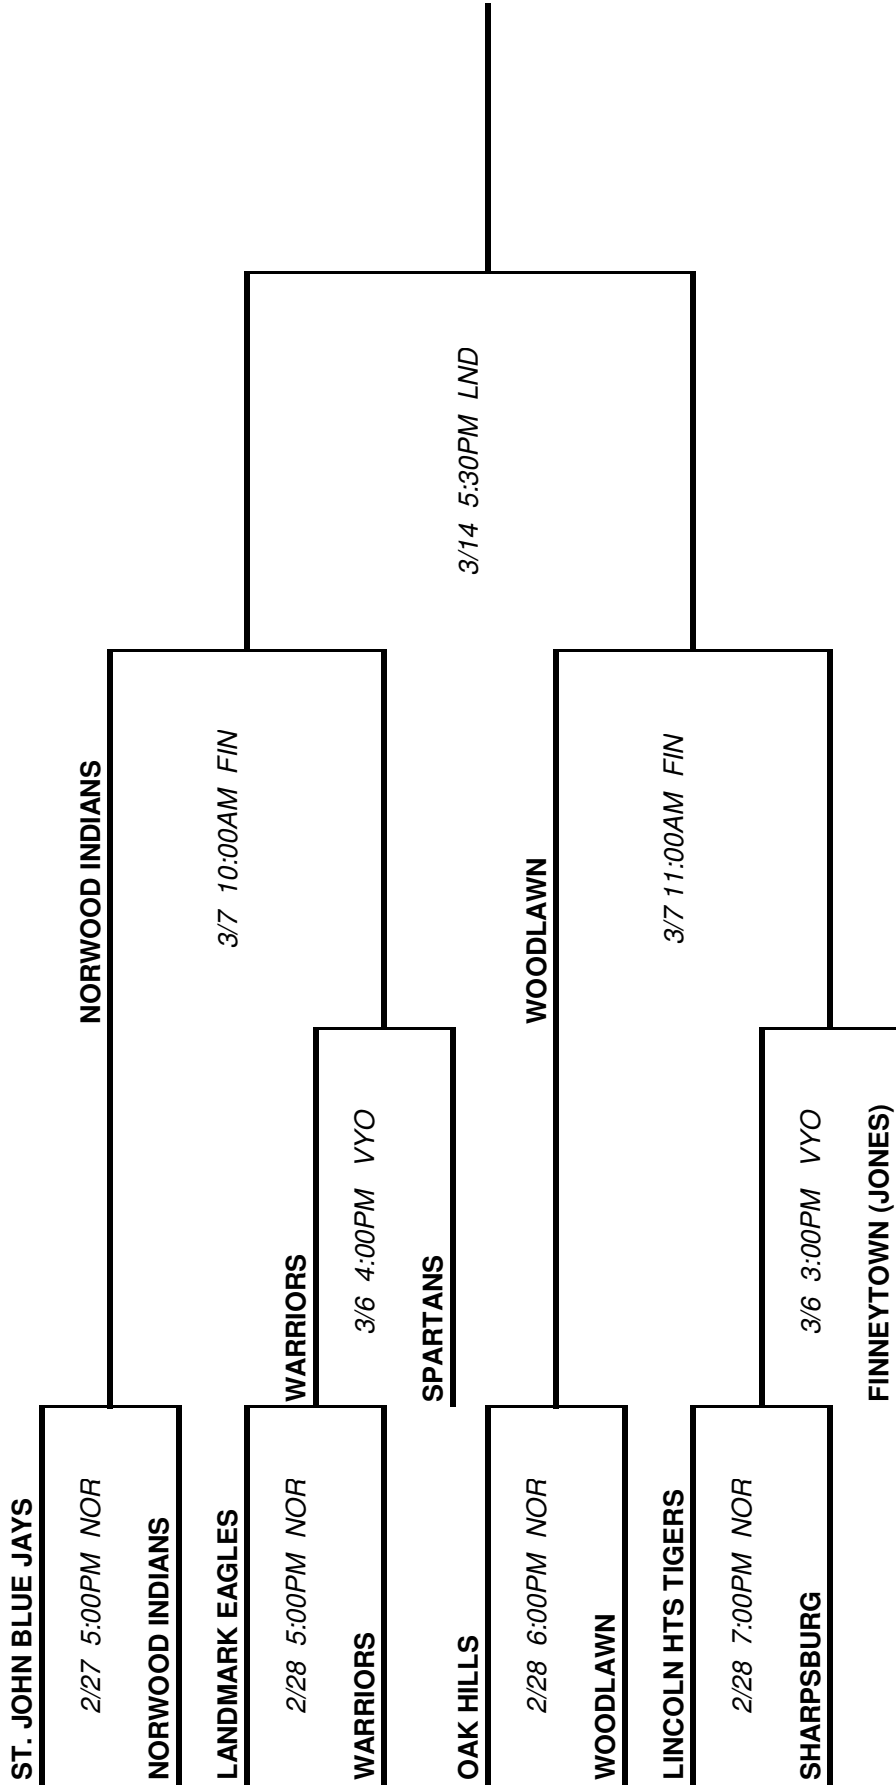 ST. JOHN BLUE JAYS
2/27 5:00PM NOR
NORWOOD INDIANS
NORWOOD INDIANS
3/7 10:00AM FIN
LANDMARK EAGLES
2/28 5:00PM NOR
WARRIORS
WARRIORS
3/6 4:00PM VYO
SPARTANS
3/14 5:30PM LND
OAK HILLS
2/28 6:00PM NOR
WOODLAWN
WOODLAWN
3/7 11:00AM FIN
LINCOLN HTS TIGERS
2/28 7:00PM NOR
SHARPSBURG
3/6 3:00PM VYO
FINNEYTOWN (JONES)